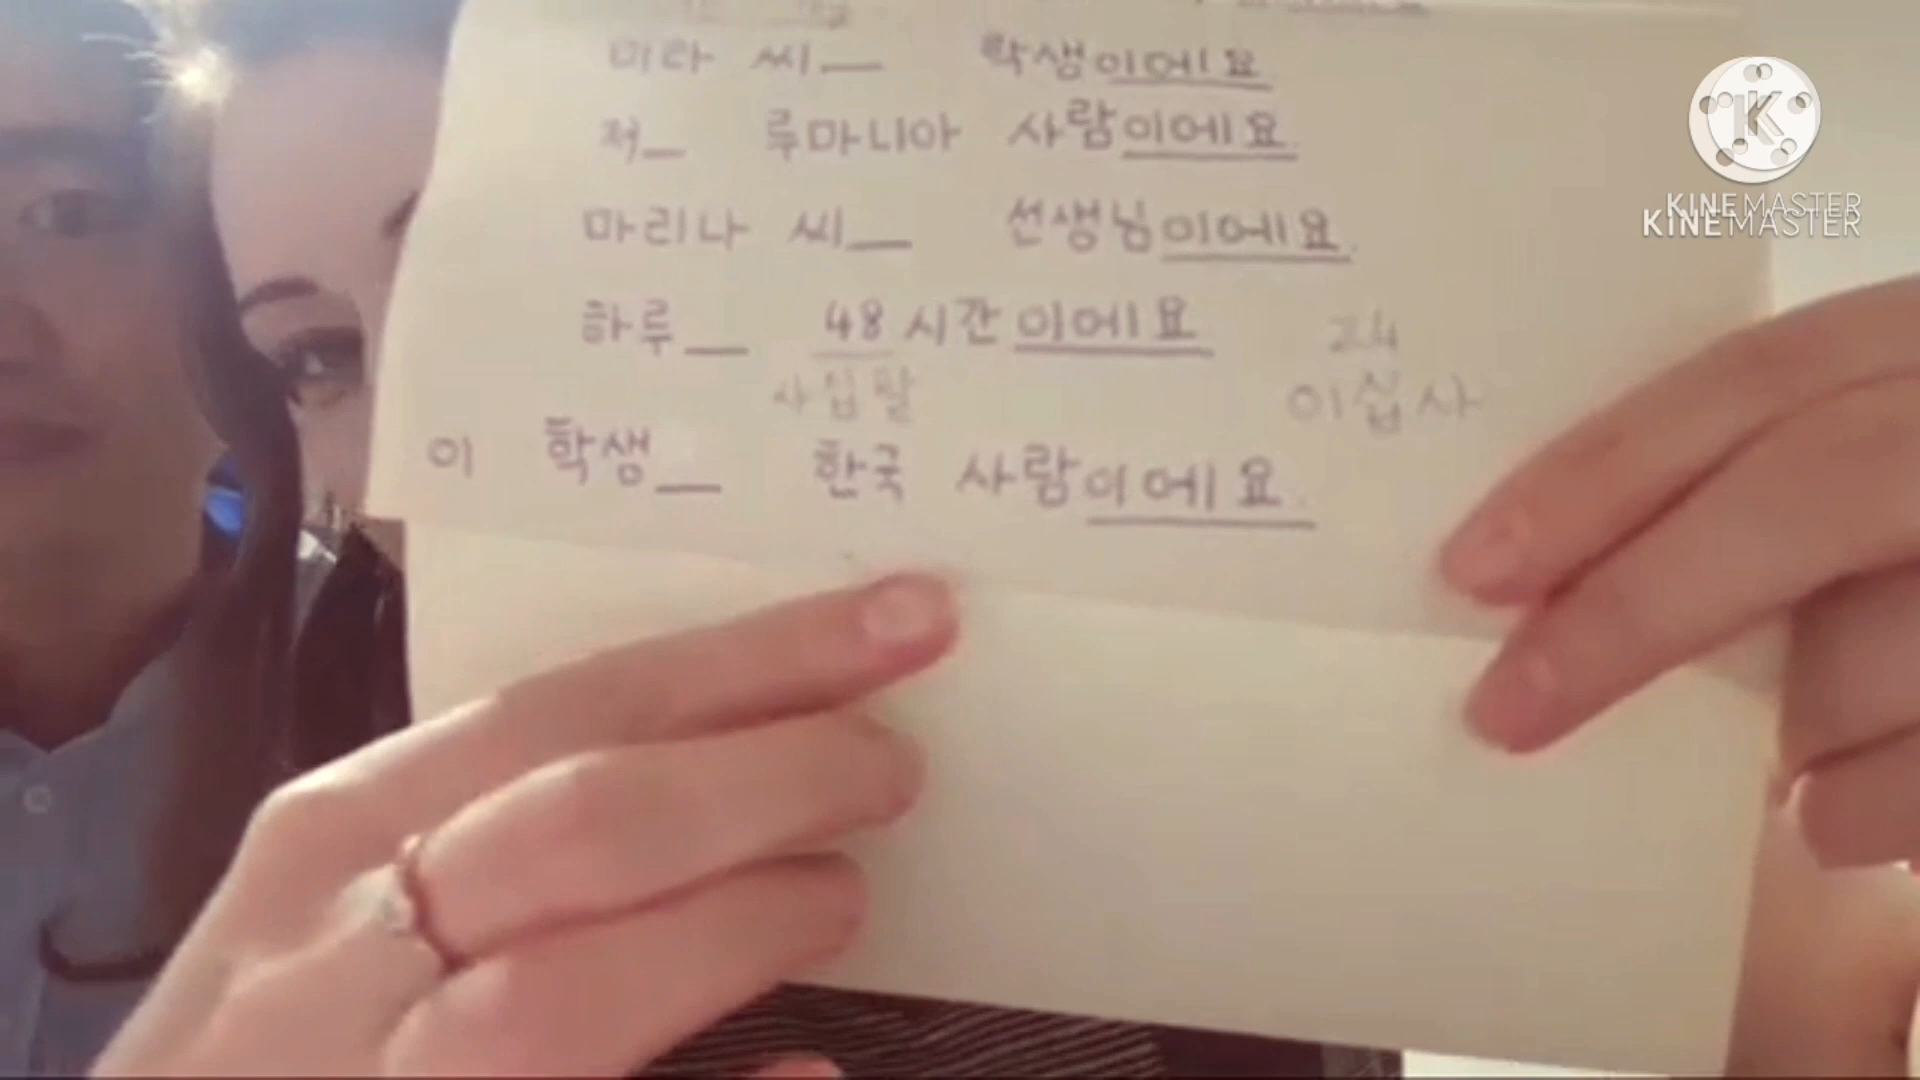 미라 씨__ 학생이에요
저__ 루마니아 사람이에요.
마리나 씨__ 선생님이에요.
하루__ 48시간이에요 24
사십팔 이십사
이 학생__ 한국 사람이에요.
KINEMASTER
KINEMASTER